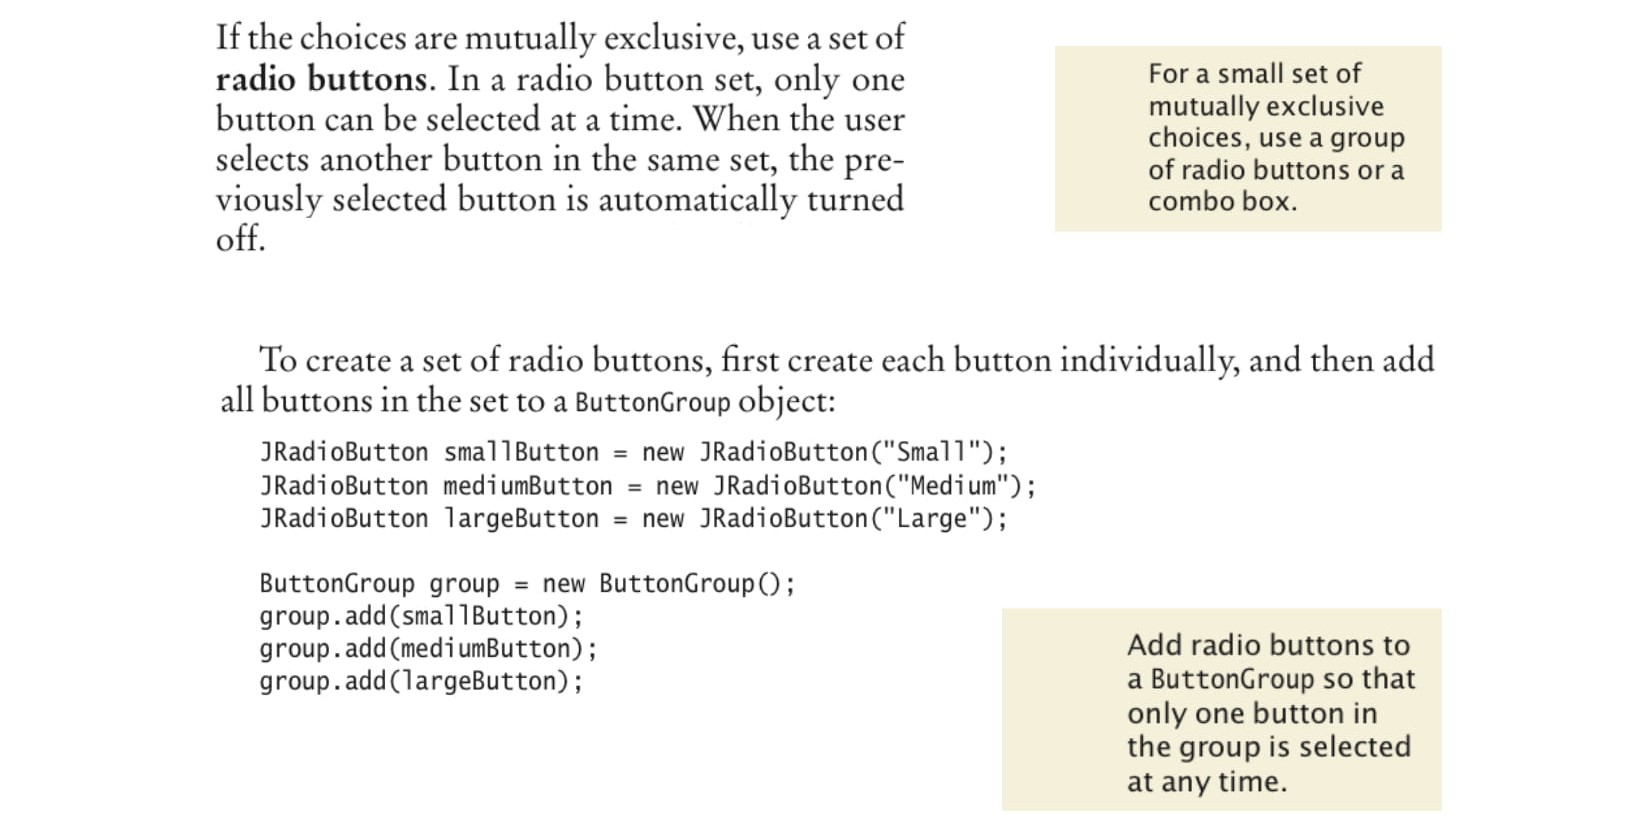 If the choices are mutually exclusive, use a set of
radio buttons. In a radio button set, only one
button can be selected at a time. When the user
selects another button in the same set, the pre-
viously selected button is automatically turned
off.
For a small set of
mutually exclusive
choices, use a group
of radio buttons or a
combo box.
To create a set of radio buttons, first create each button individually, and then add
all buttons in the set to a ButtonGroup object:
JRadioButton smallButton = new JRadioButton("Small");
JRadioButton mediumButton = new JRadioButton("Medium");
JRadioButton largeButton = new JRadioButton("Large");
ButtonGroup group = new ButtonGroup();
group.add(smallButton);
group.add(mediumButton);
group.add(largeButton);
Add radio buttons to
a ButtonGroup so that
only one button in
the group is selected
at any time.